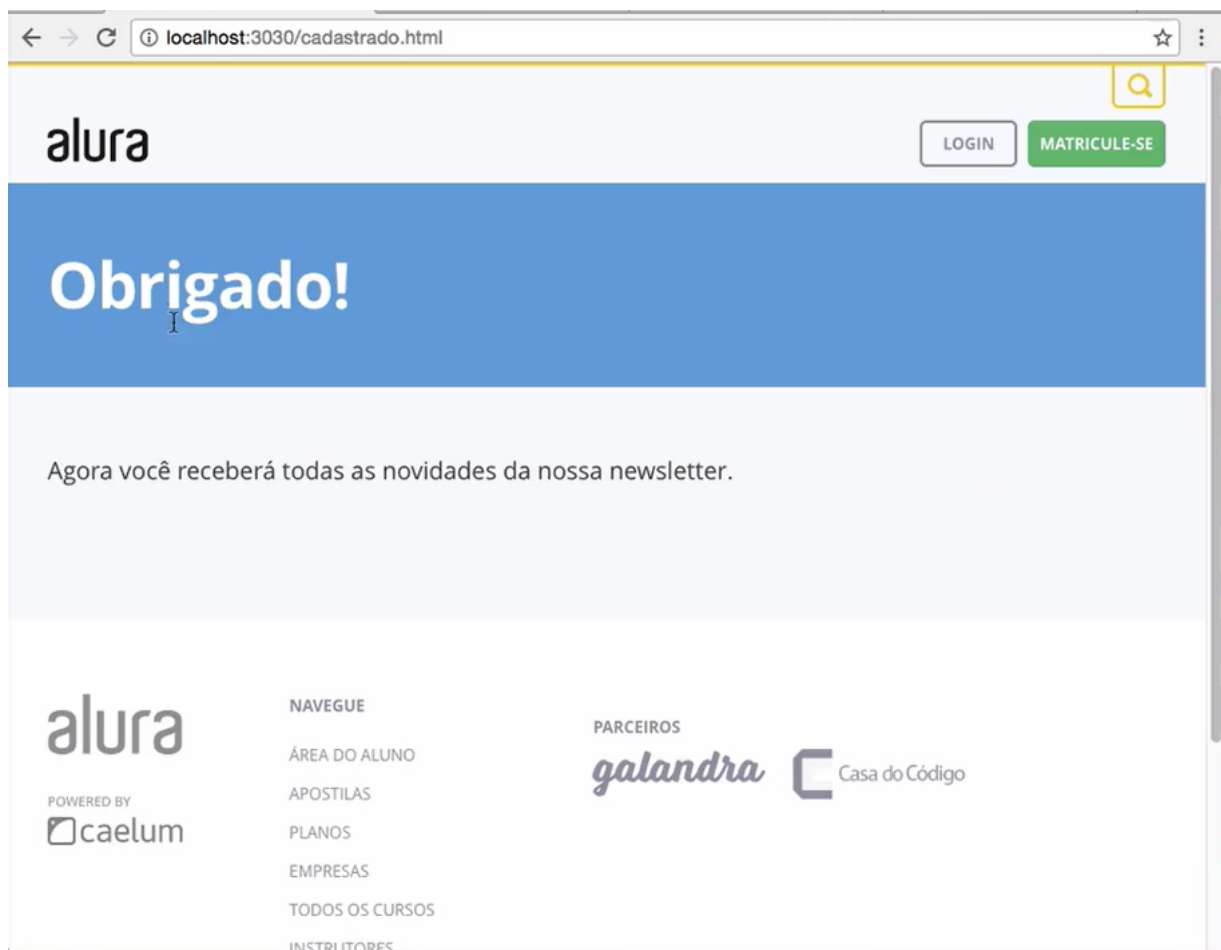 localhost:3030/cadastrado.html
alura
LOGIN
MATRICULE-SE
Obrigado!
Agora você receberá todas as novidades da nossa newsletter.
alura
POWERED BY
caelum
NAVEGUE
ÁREA DO ALUNO
APOSTILAS
PLANOS
EMPRESAS
TODOS OS CURSOS
INSTRUTORES
PARCEIROS
galandra
Casa do Código